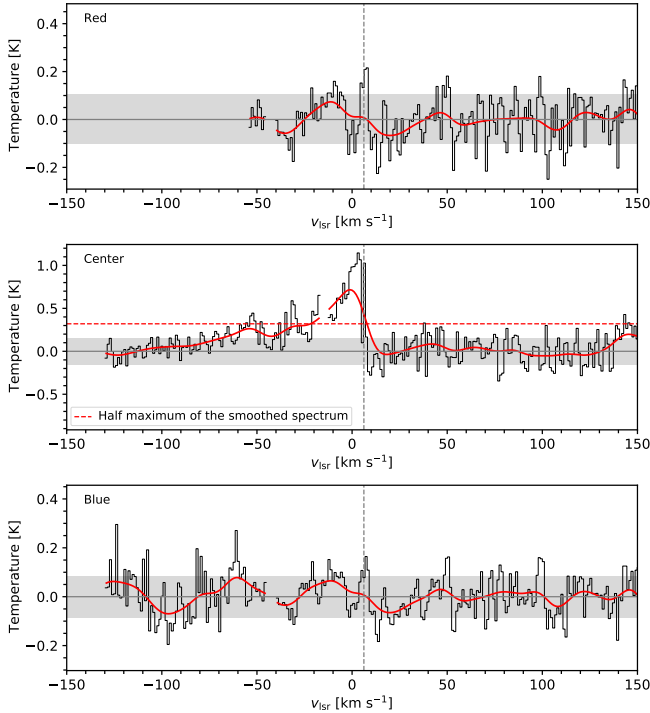 Red
0.4
0.2
0.0
−0.2
Temperature [K]
−150 −100 −50 0 50 100 150
v_lsr [km s⁻¹]
Center
1.0
0.5
0.0
−0.5
Temperature [K]
Half maximum of the smoothed spectrum
−150 −100 −50 0 50 100 150
v_lsr [km s⁻¹]
Blue
0.4
0.2
0.0
−0.2
Temperature [K]
−150 −100 −50 0 50 100 150
v_lsr [km s⁻¹]